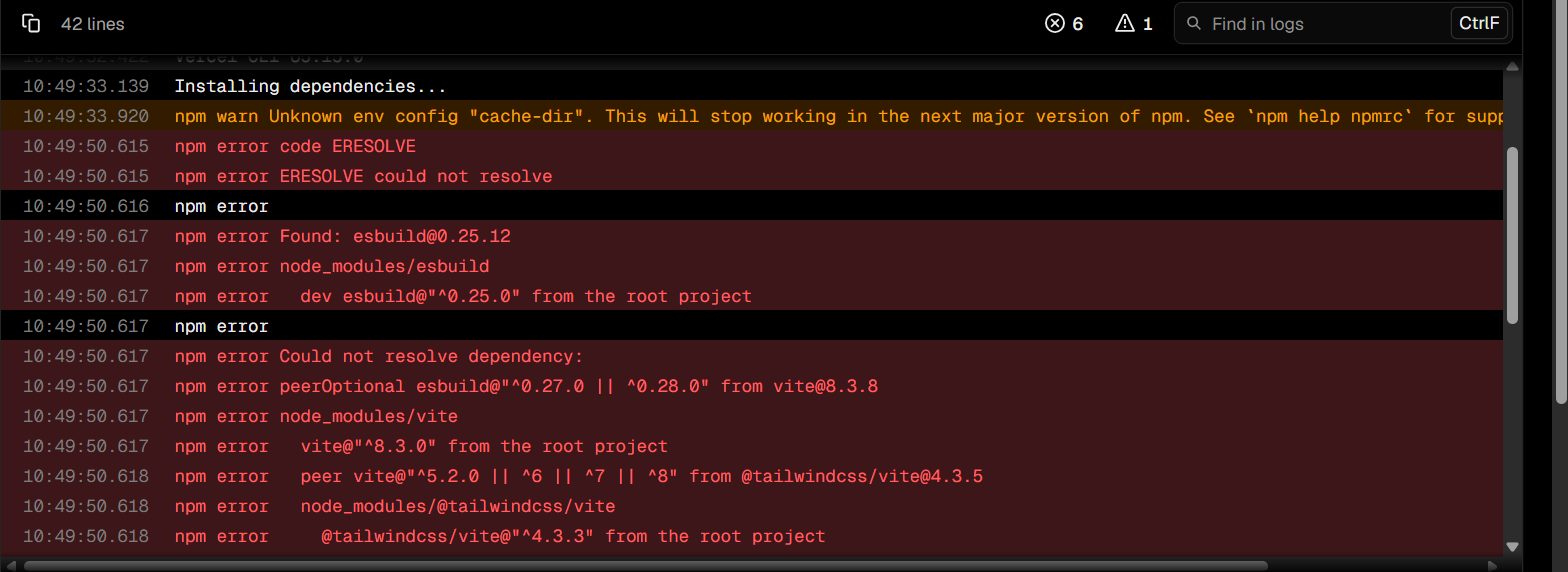 42 lines
6
1
Find in logs
CtrlF
10:49:33.139 Installing dependencies...
10:49:33.920 npm warn Unknown env config "cache-dir". This will stop working in the next major version of npm. See `npm help npmrc` for supp
10:49:50.615 npm error code ERESOLVE
10:49:50.615 npm error ERESOLVE could not resolve
10:49:50.616 npm error
10:49:50.617 npm error Found: esbuild@0.25.12
10:49:50.617 npm error node_modules/esbuild
10:49:50.617 npm error   dev esbuild@"^0.25.0" from the root project
10:49:50.617 npm error
10:49:50.617 npm error Could not resolve dependency:
10:49:50.617 npm error peerOptional esbuild@"^0.27.0 || ^0.28.0" from vite@8.3.8
10:49:50.617 npm error node_modules/vite
10:49:50.617 npm error   vite@"^8.3.0" from the root project
10:49:50.618 npm error   peer vite@"^5.2.0 || ^6 || ^7 || ^8" from @tailwindcss/vite@4.3.5
10:49:50.618 npm error   node_modules/@tailwindcss/vite
10:49:50.618 npm error     @tailwindcss/vite@"^4.3.3" from the root project